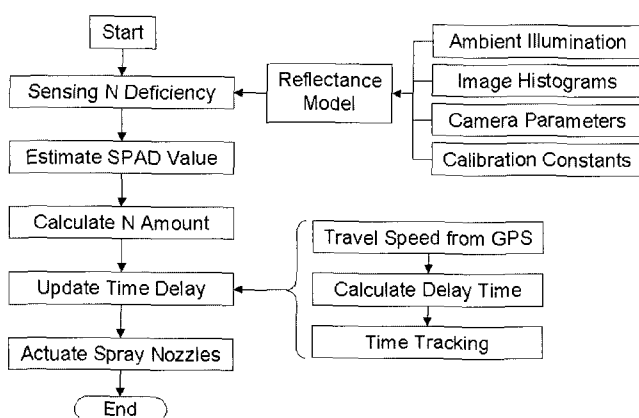 Start
Sensing N Deficiency
Estimate SPAD Value
Calculate N Amount
Update Time Delay
Actuate Spray Nozzles
End
Reflectance
Model
Ambient Illumination
Image Histograms
Camera Parameters
Calibration Constants
Travel Speed from GPS
Calculate Delay Time
Time Tracking